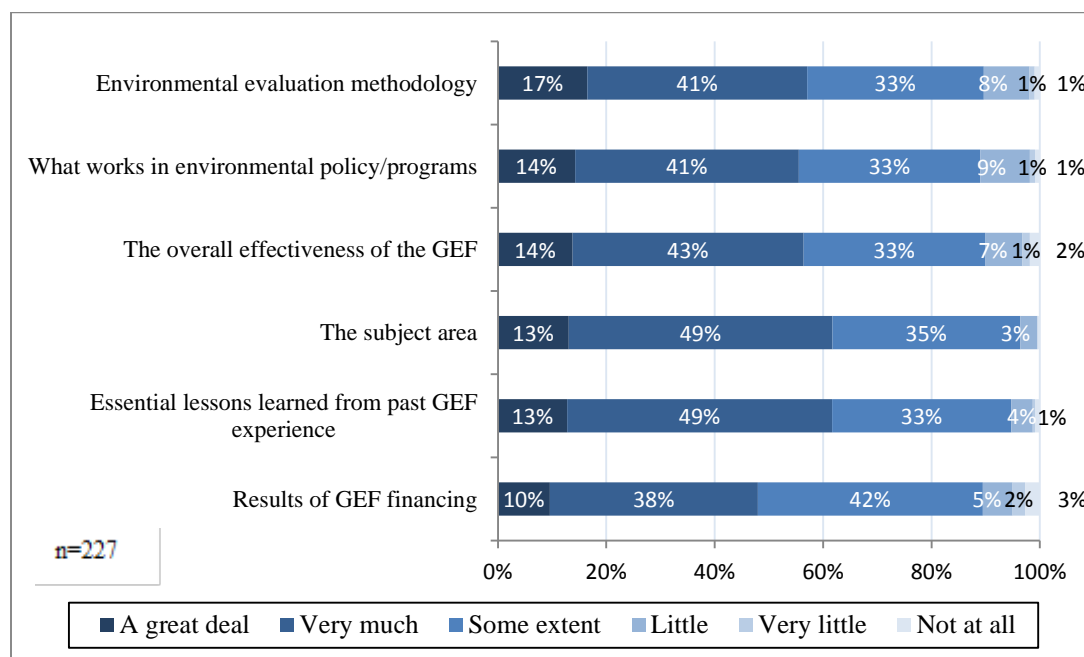 Environmental evaluation methodology
17% 41% 33% 8% 1% 1%
What works in environmental policy/programs
14% 41% 33% 9% 1% 1%
The overall effectiveness of the GEF
14% 43% 33% 7% 1% 2%
The subject area
13% 49% 35% 3%
Essential lessons learned from past GEF
experience
13% 49% 33% 4% 1%
Results of GEF financing
10% 38% 42% 5% 2% 3%
n=227
0% 20% 40% 60% 80% 100%
A great deal Very much Some extent Little Very little Not at all